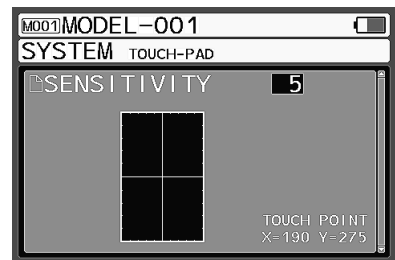 M001 MODEL-001
SYSTEM TOUCH-PAD
SENSITIVITY 5
TOUCH POINT
X=190 Y=275